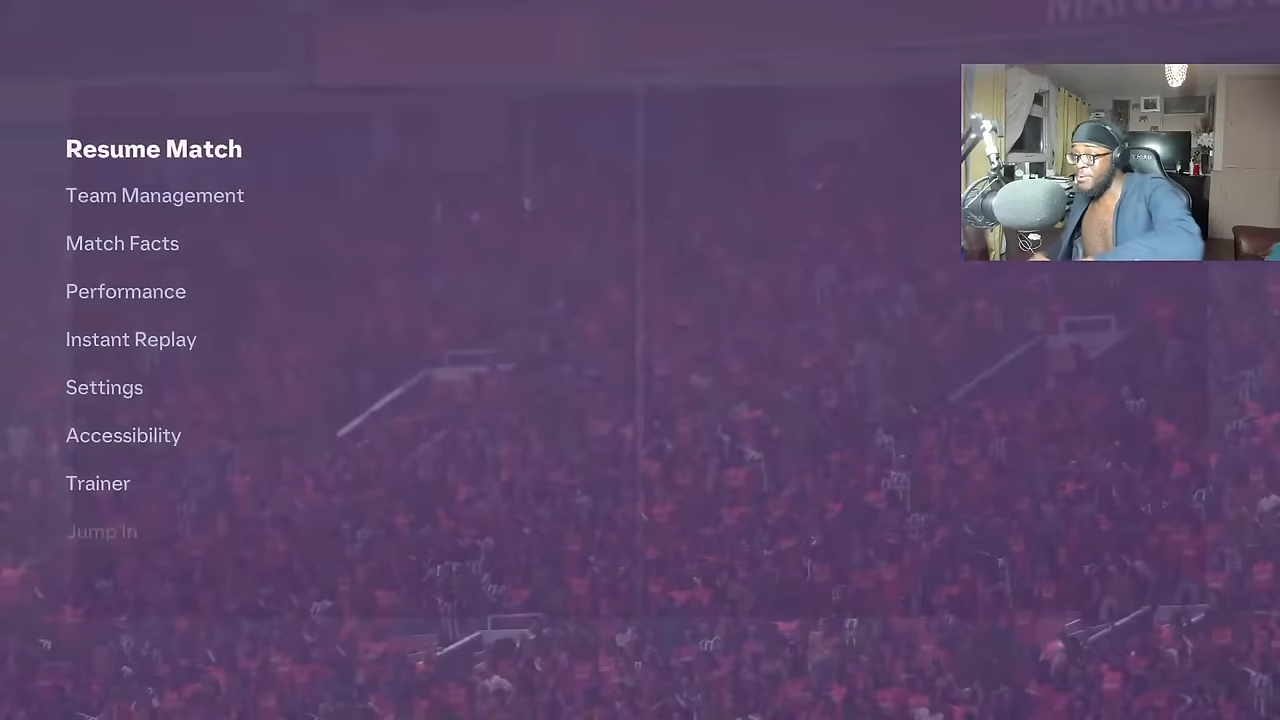 Resume Match
Team Management
Match Facts
Performance
Instant Replay
Settings
Accessibility
Trainer
Jump In